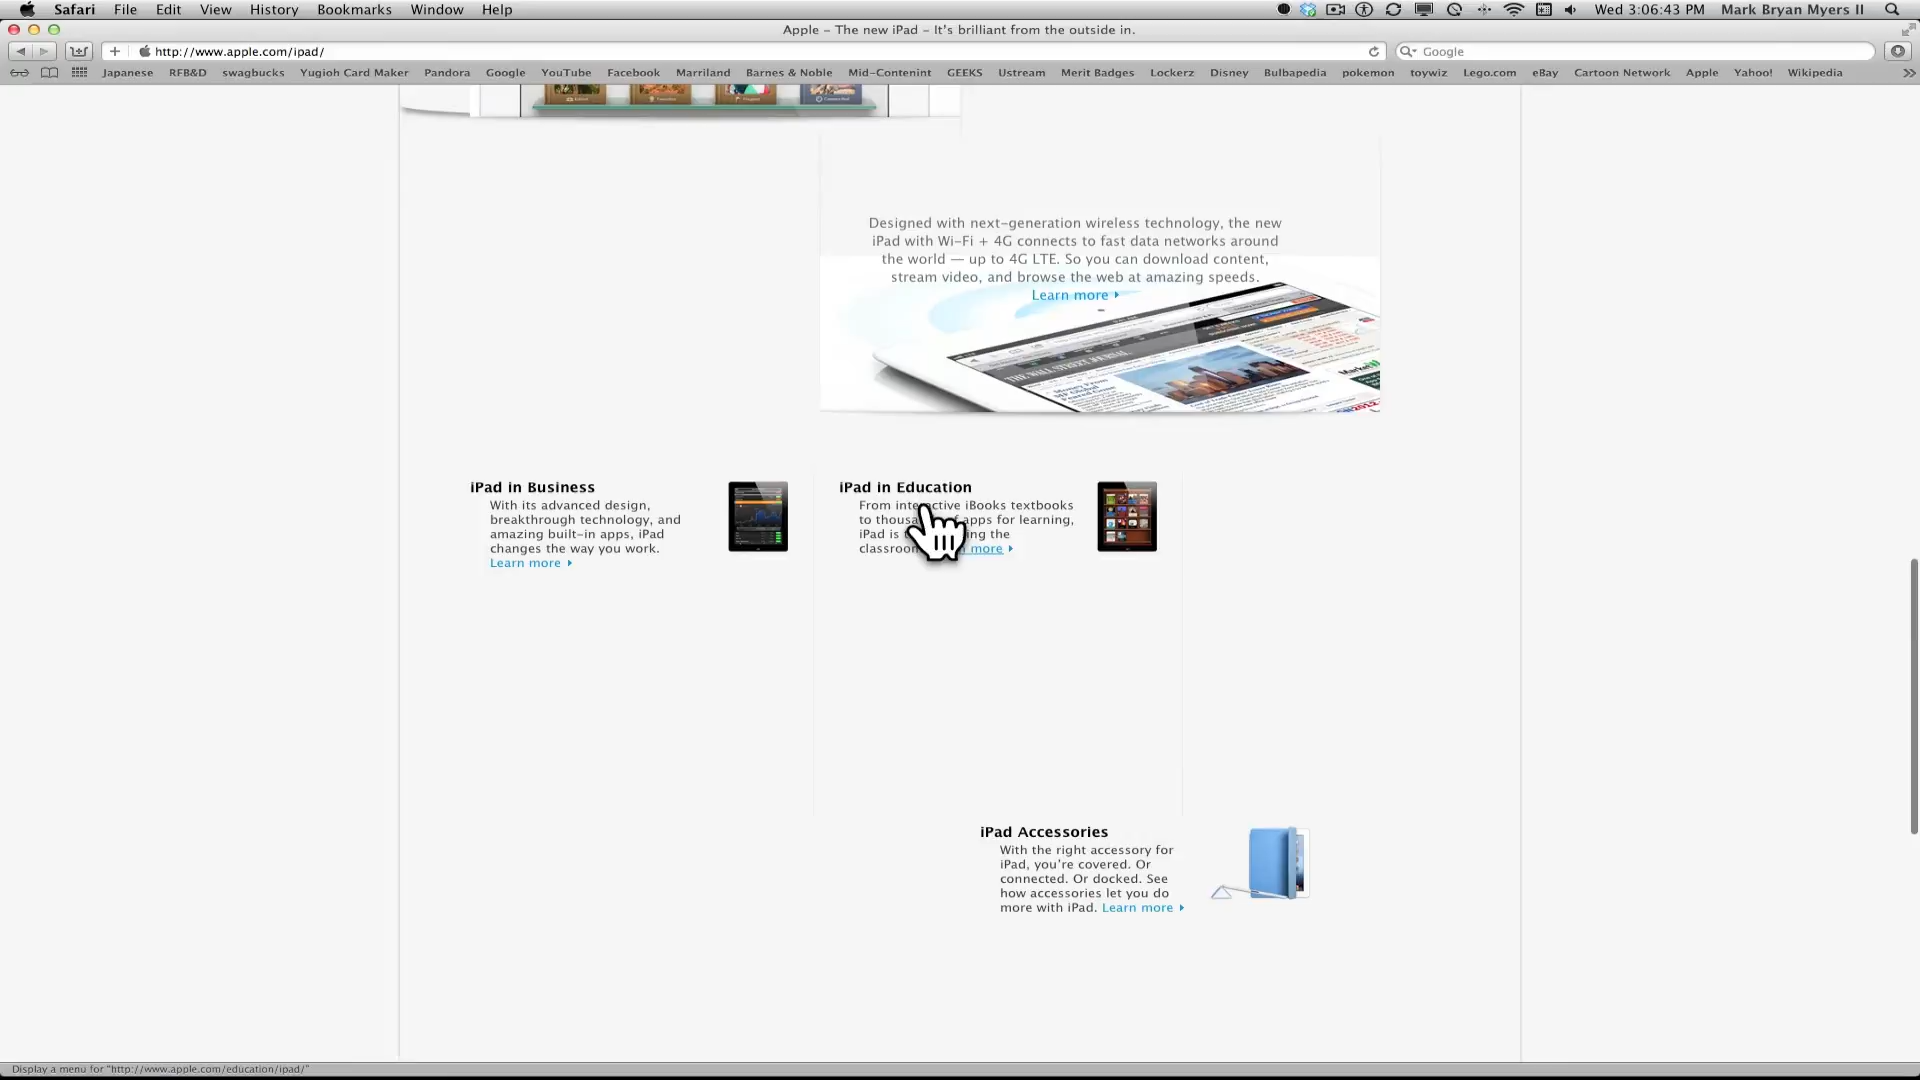 Safari File Edit View History Bookmarks Window Help Wed 3:06:43 PM Mark Bryan Myers II
Apple – The new iPad – It's brilliant from the outside in.
http://www.apple.com/ipad/ Google
Japanese RFB&D swagbucks Yugioh Card Maker Pandora Google YouTube Facebook Marriland Barnes & Noble Mid-Contenint GEEKS Ustream Merit Badges Lockerz Disney Bulbapedia pokemon toywiz Lego.com eBay Cartoon Network Apple Yahoo! Wikipedia
Designed with next-generation wireless technology, the new
iPad with Wi-Fi + 4G connects to fast data networks around
the world — up to 4G LTE. So you can download content,
stream video, and browse the web at amazing speeds.
Learn more
THE WALL STREET JOURNAL
iPad in Business
With its advanced design,
breakthrough technology, and
amazing built-in apps, iPad
changes the way you work.
Learn more
iPad in Education
From interactive iBooks textbooks
to thousands of apps for learning,
iPad is the
classroom more
iPad Accessories
With the right accessory for
iPad, you're covered. Or
connected. Or docked. See
how accessories let you do
more with iPad. Learn more
Display a menu for "http://www.apple.com/education/ipad/"